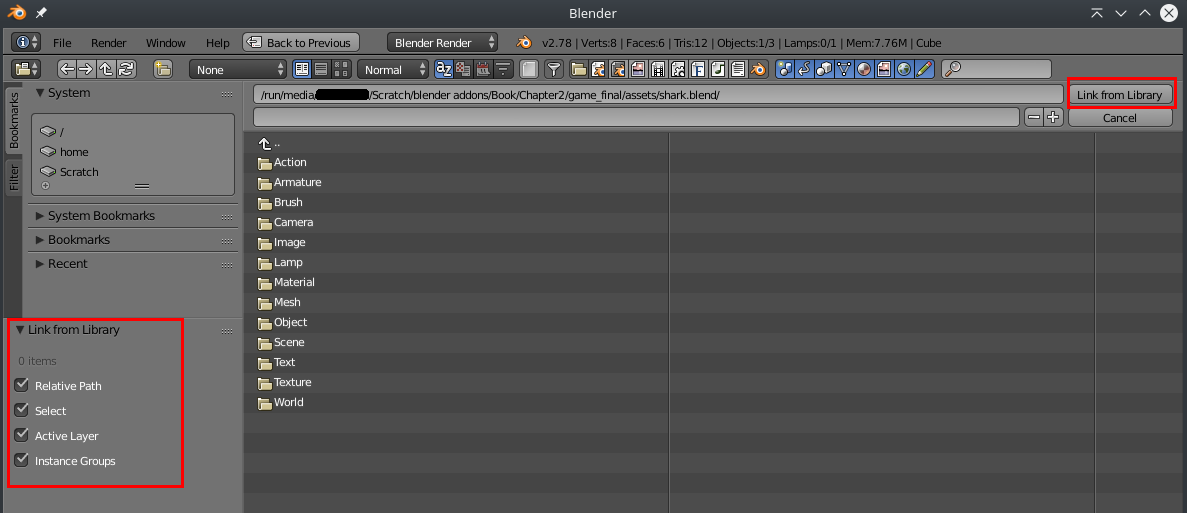 Blender
File Render Window Help Back to Previous Blender Render v2.78 | Verts:8 | Faces:6 | Tris:12 | Objects:1/3 | Lamps:0/1 | Mem:7.76M | Cube
None Normal
Bookmarks
Filter
System
/
home
Scratch
System Bookmarks
Bookmarks
Recent
Link from Library
0 items
Relative Path
Select
Active Layer
Instance Groups
/run/media/ /Scratch/blender addons/Book/Chapter2/game_final/assets/shark.blend/
Link from Library
Cancel
..
Action
Armature
Brush
Camera
Image
Lamp
Material
Mesh
Object
Scene
Text
Texture
World